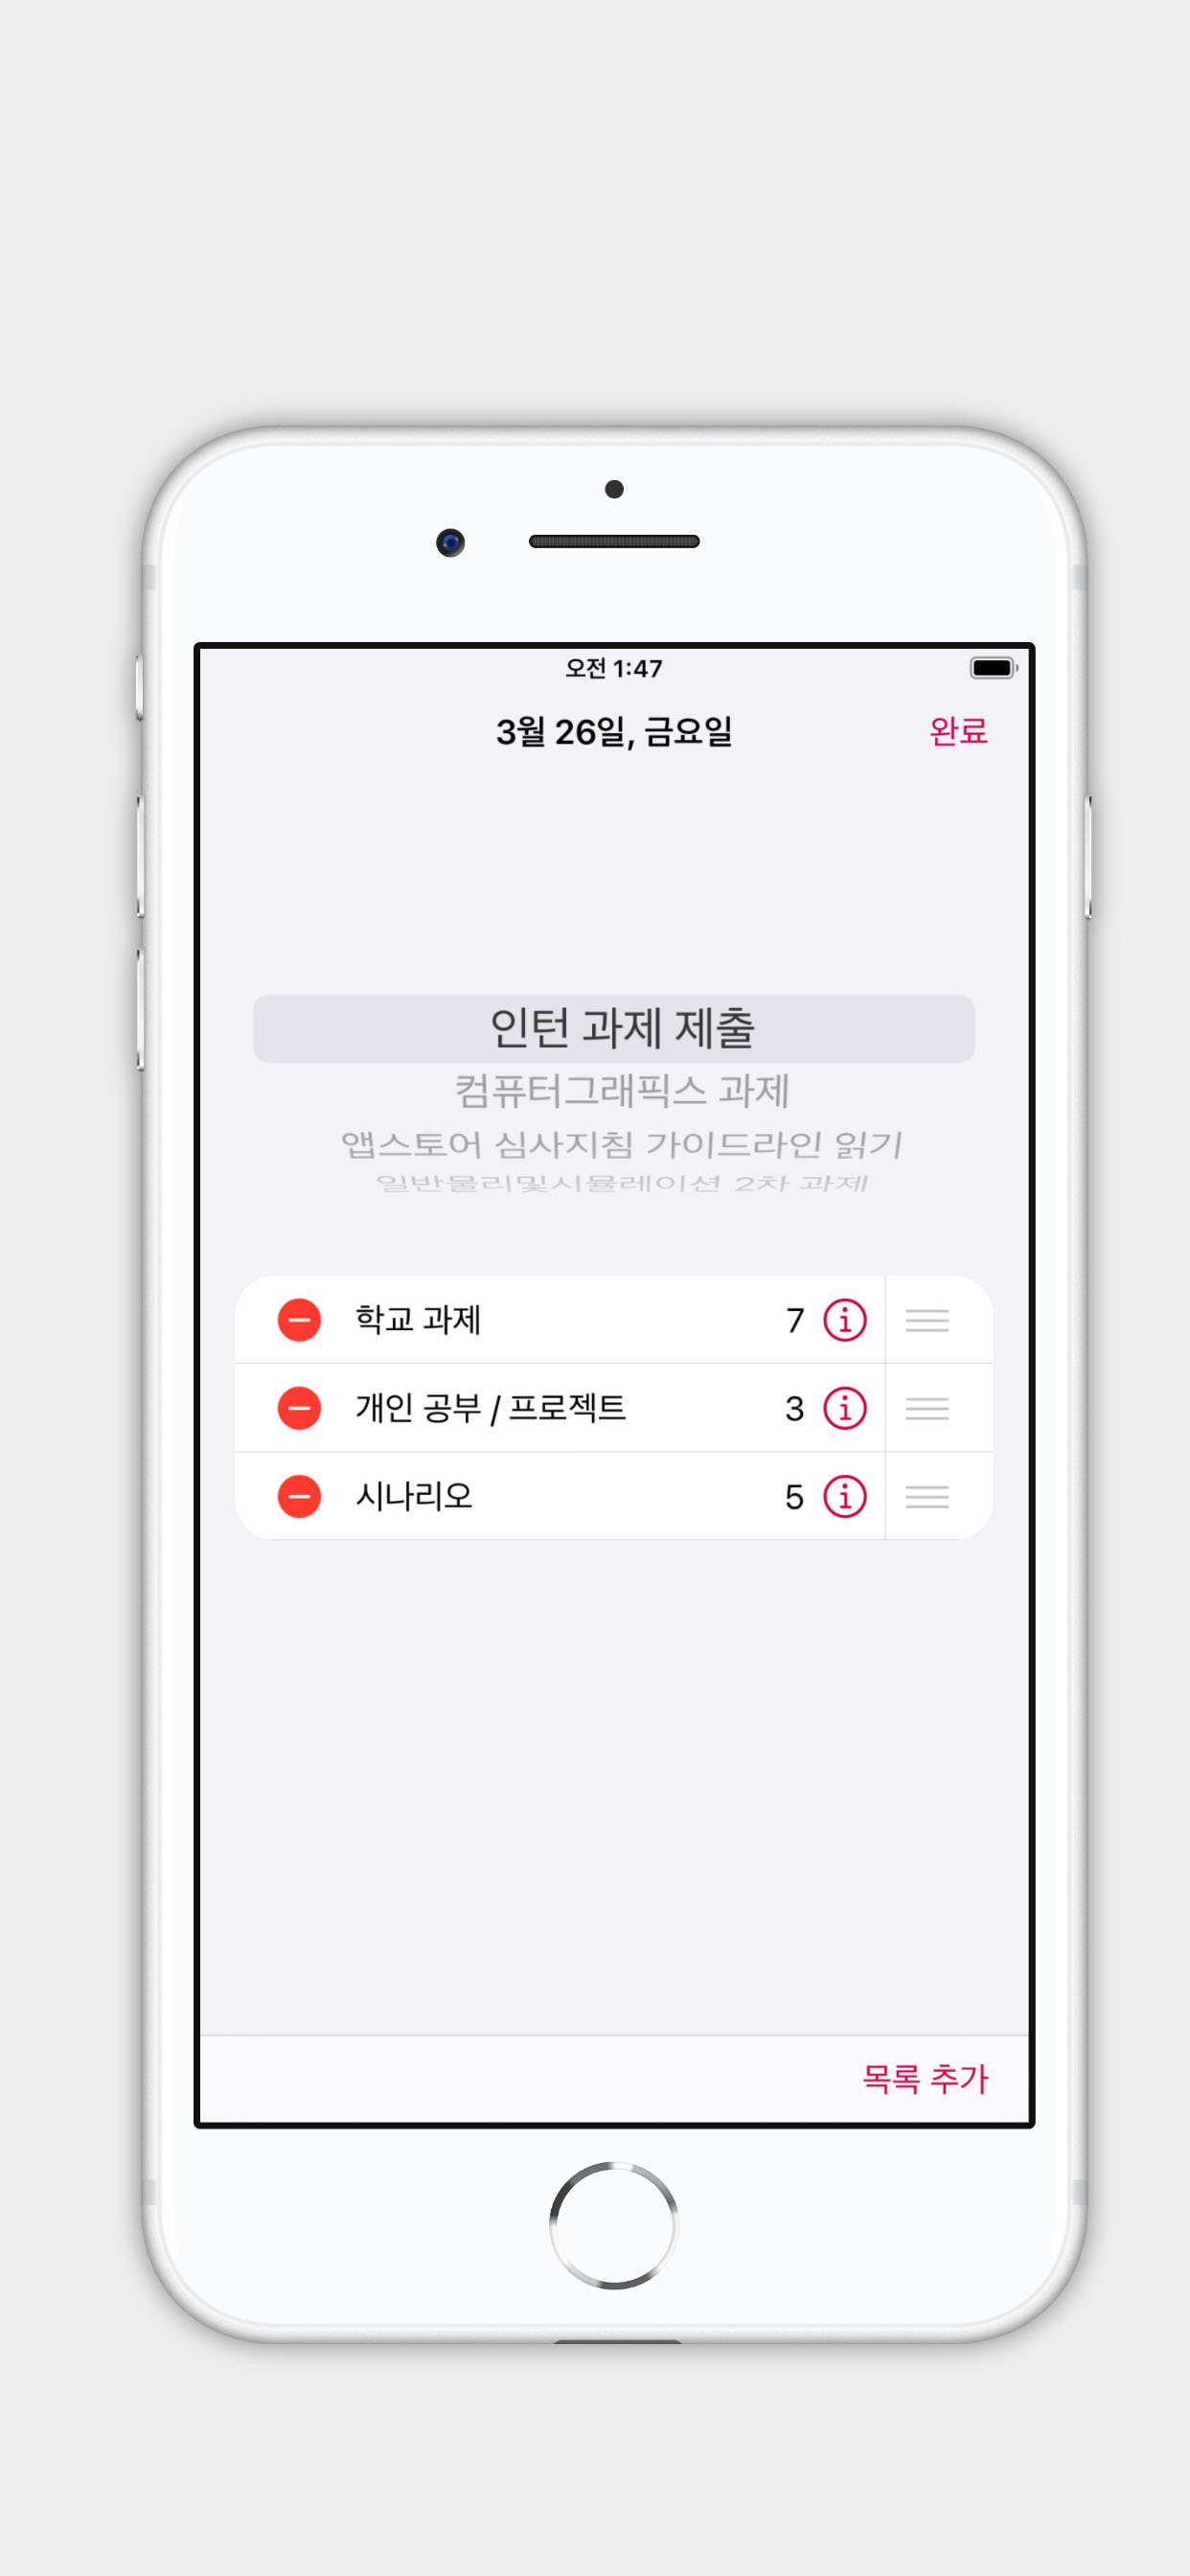 오전 1:47
3월 26일, 금요일
완료
인턴 과제 제출
컴퓨터그래픽스 과제
앱스토어 심사지침 가이드라인 읽기
일반물리및시뮬레이션 2차 과제
학교 과제 7
개인 공부 / 프로젝트 3
시나리오 5
목록 추가